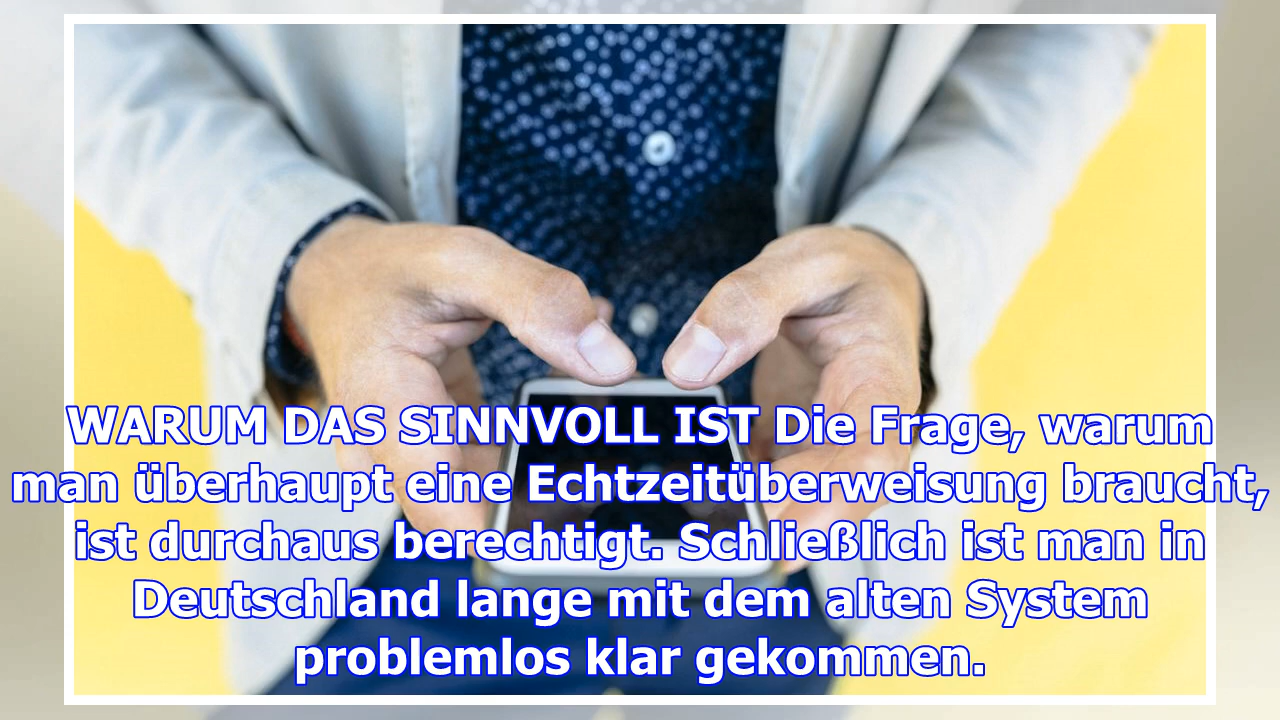 WARUM DAS SINNVOLL IST Die Frage, warum
man überhaupt eine Echtzeitüberweisung braucht,
ist durchaus berechtigt. Schließlich ist man in
Deutschland lange mit dem alten System
problemlos klar gekommen.